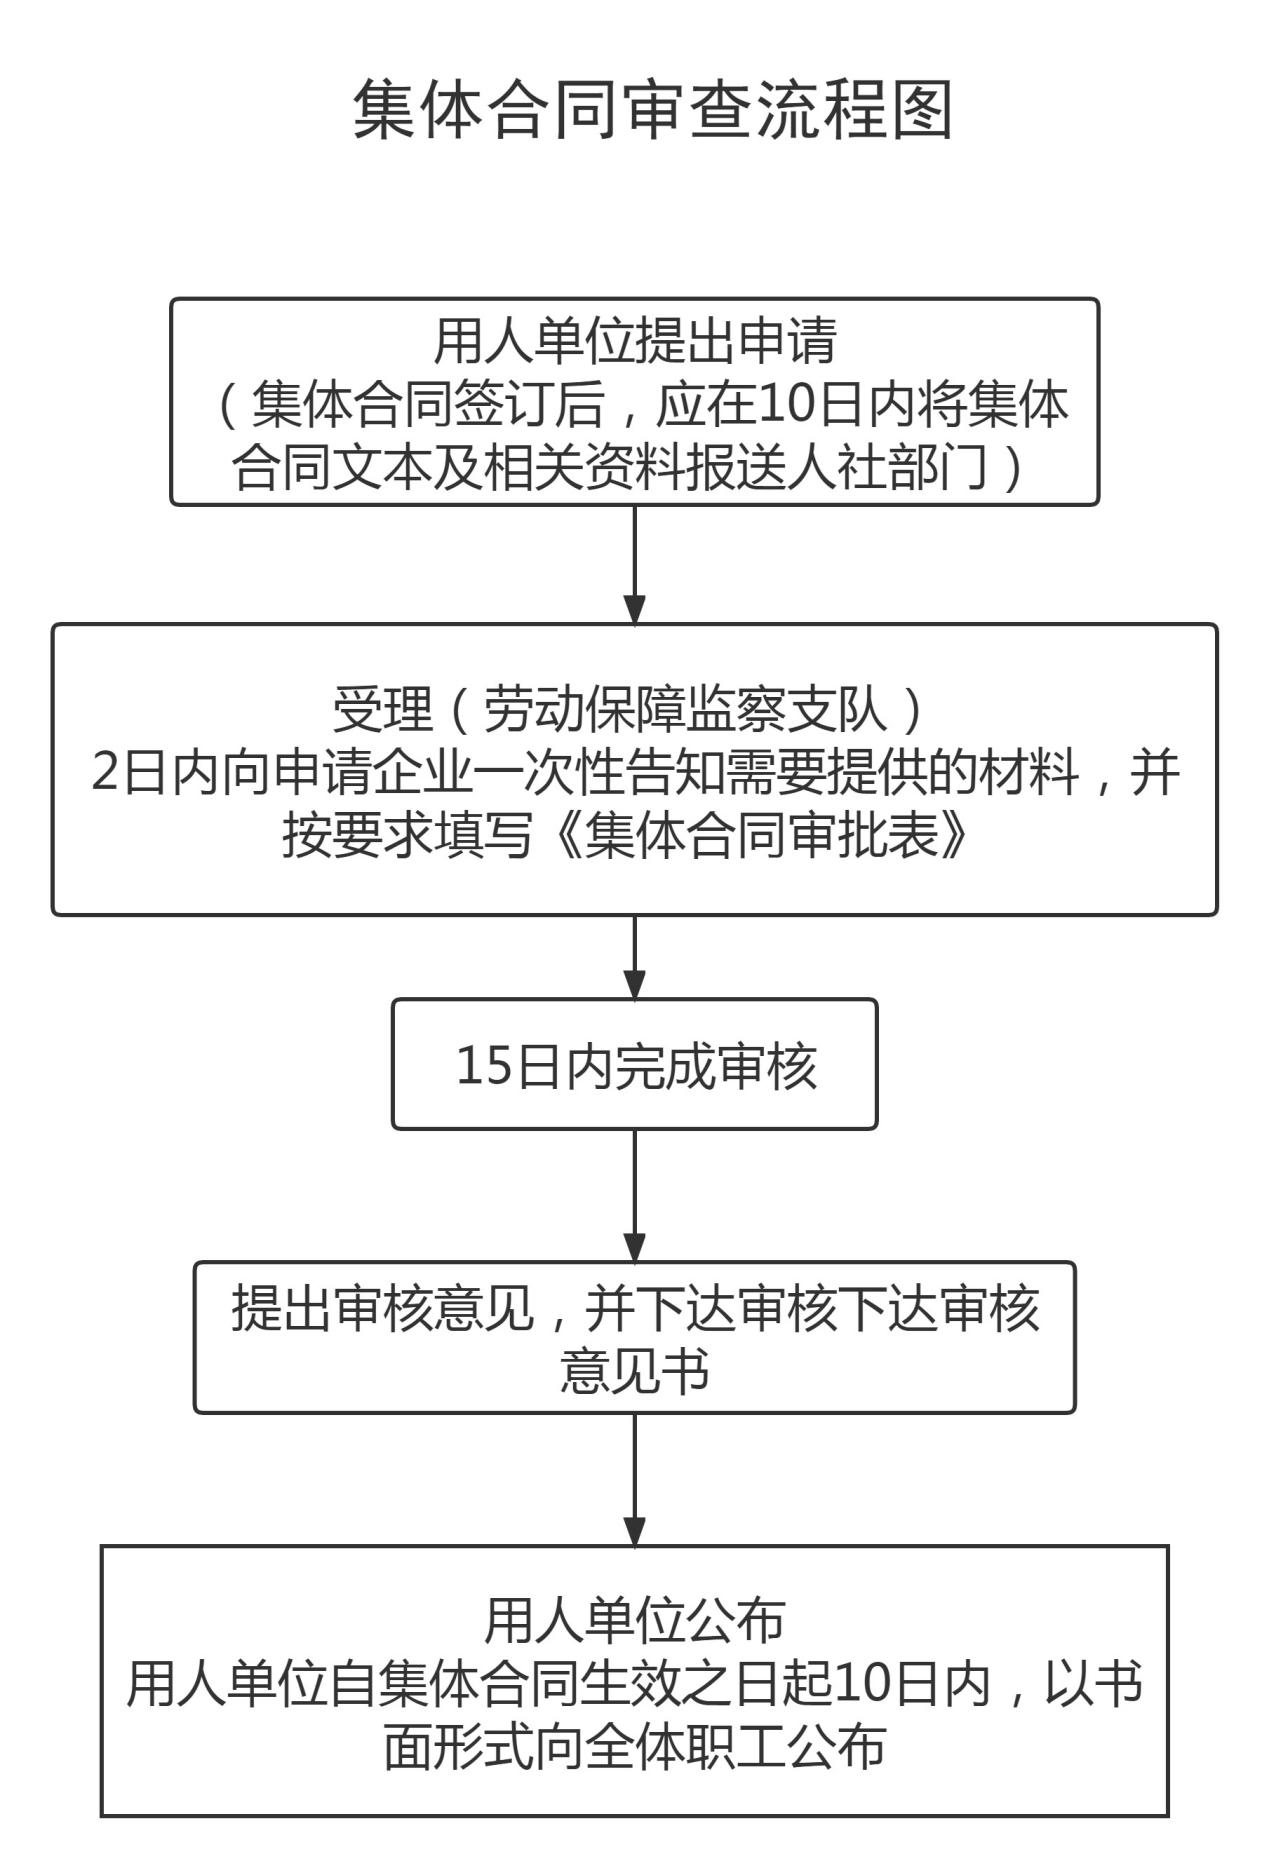 集体合同审查流程图
用人单位提出申请
（集体合同签订后，应在10日内将集体
合同文本及相关资料报送人社部门）
受理（劳动保障监察支队）
2日内向申请企业一次性告知需要提供的材料，并
按要求填写《集体合同审批表》
15日内完成审核
提出审核意见，并下达审核下达审核
意见书
用人单位公布
用人单位自集体合同生效之日起10日内，以书
面形式向全体职工公布